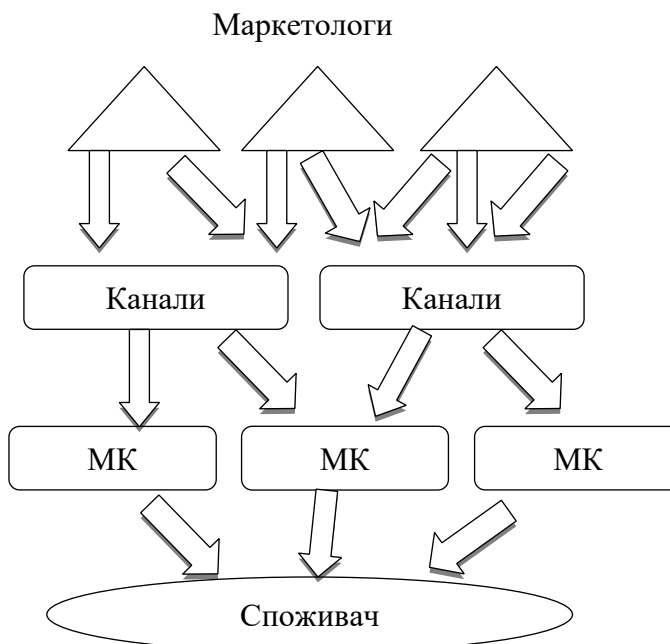 Маркетологи
Канали
Канали
МК
МК
МК
Споживач